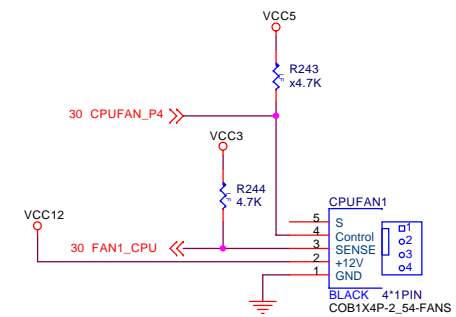 VCC5
R243
x4.7K
30 CPUFAN_P4
VCC3
R244
4.7K
CPUFAN1
VCC12
5 S
4 Control
30 FAN1_CPU
3 SENSE
2 +12V
1 GND
1
2
3
4
BLACK 4*1PIN
COB1X4P-2_54-FANS